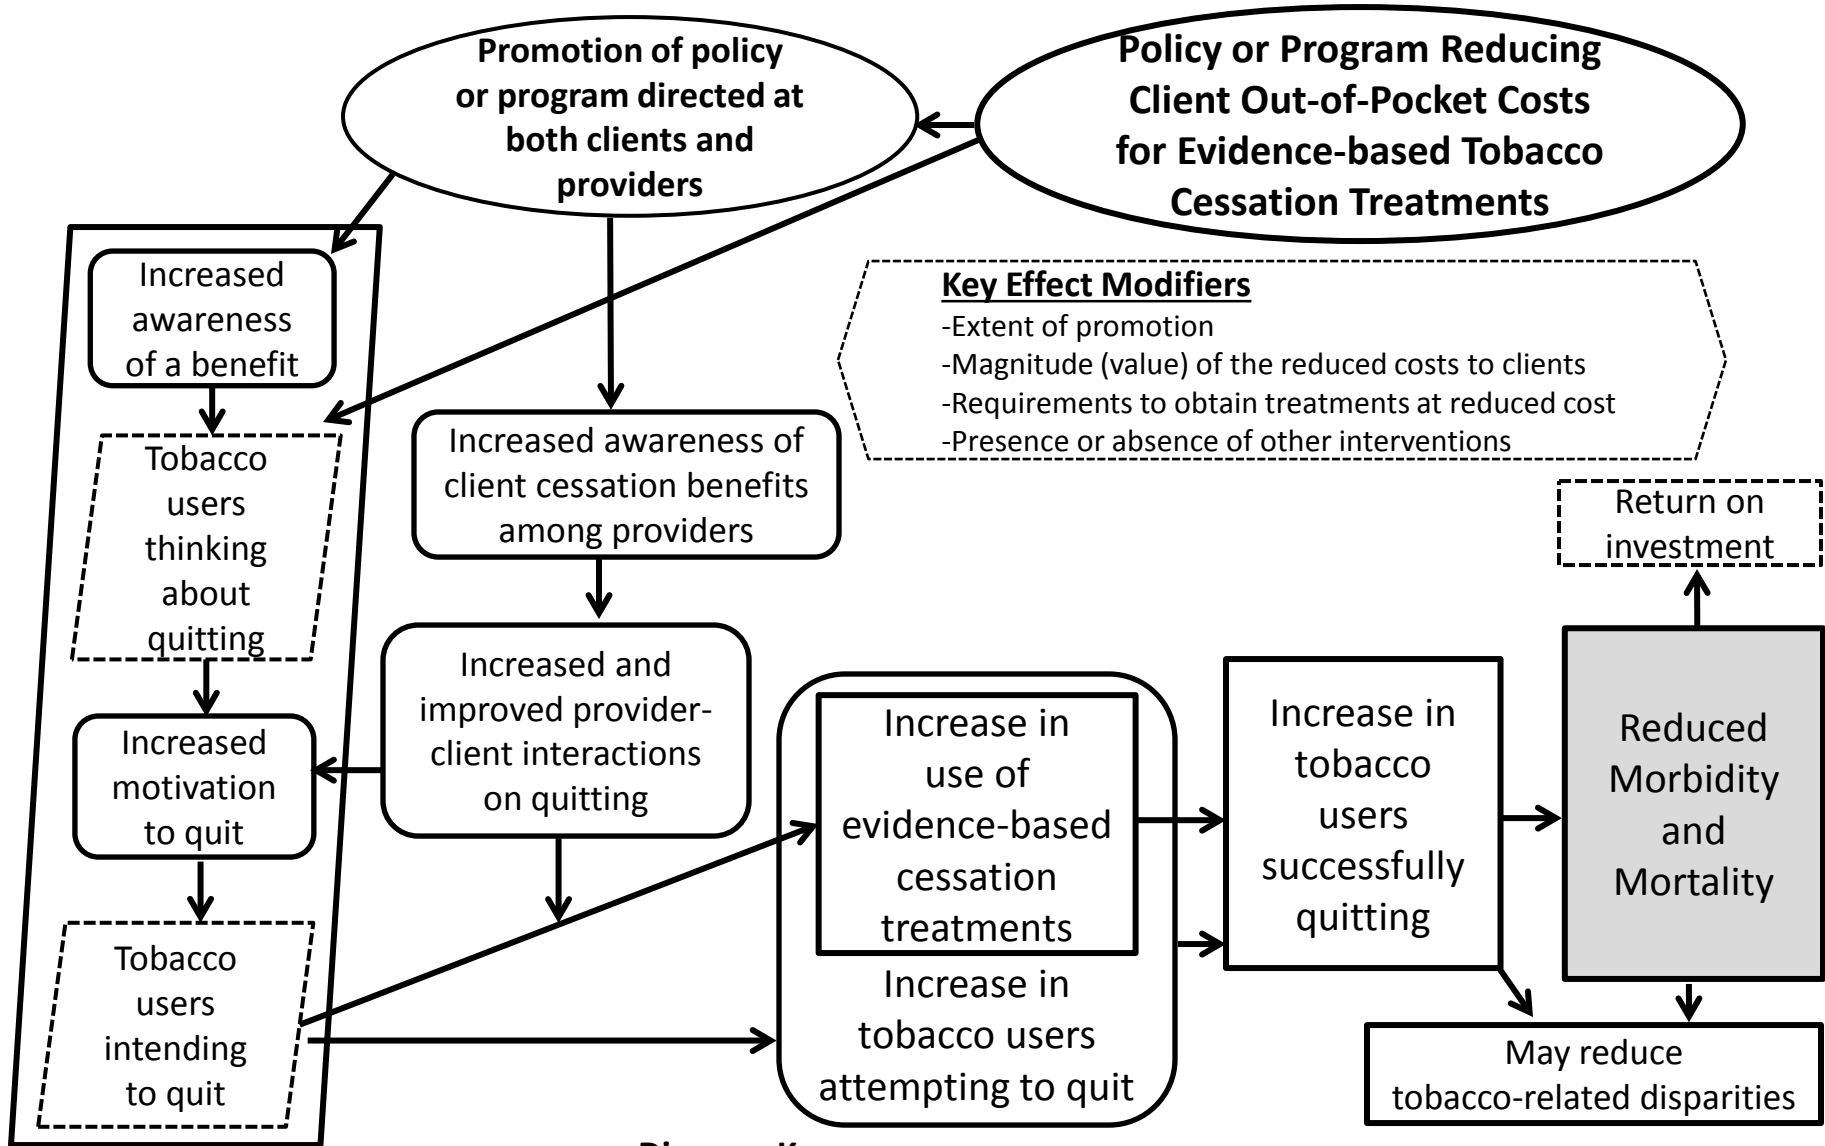 Promotion of policy
or program directed at
both clients and
providers
Policy or Program Reducing
Client Out-of-Pocket Costs
for Evidence-based Tobacco
Cessation Treatments
Key Effect Modifiers
-Extent of promotion
-Magnitude (value) of the reduced costs to clients
-Requirements to obtain treatments at reduced cost
-Presence or absence of other interventions
Increased
awareness
of a benefit
Tobacco
users
thinking
about
quitting
Increased
motivation
to quit
Tobacco
users
intending
to quit
Increased awareness of
client cessation benefits
among providers
Increased and
improved provider-
client interactions
on quitting
Increase in
use of
evidence-based
cessation
treatments
Increase in
tobacco users
attempting to quit
Increase in
tobacco
users
successfully
quitting
Return on
investment
Reduced
Morbidity
and
Mortality
May reduce
tobacco-related disparities